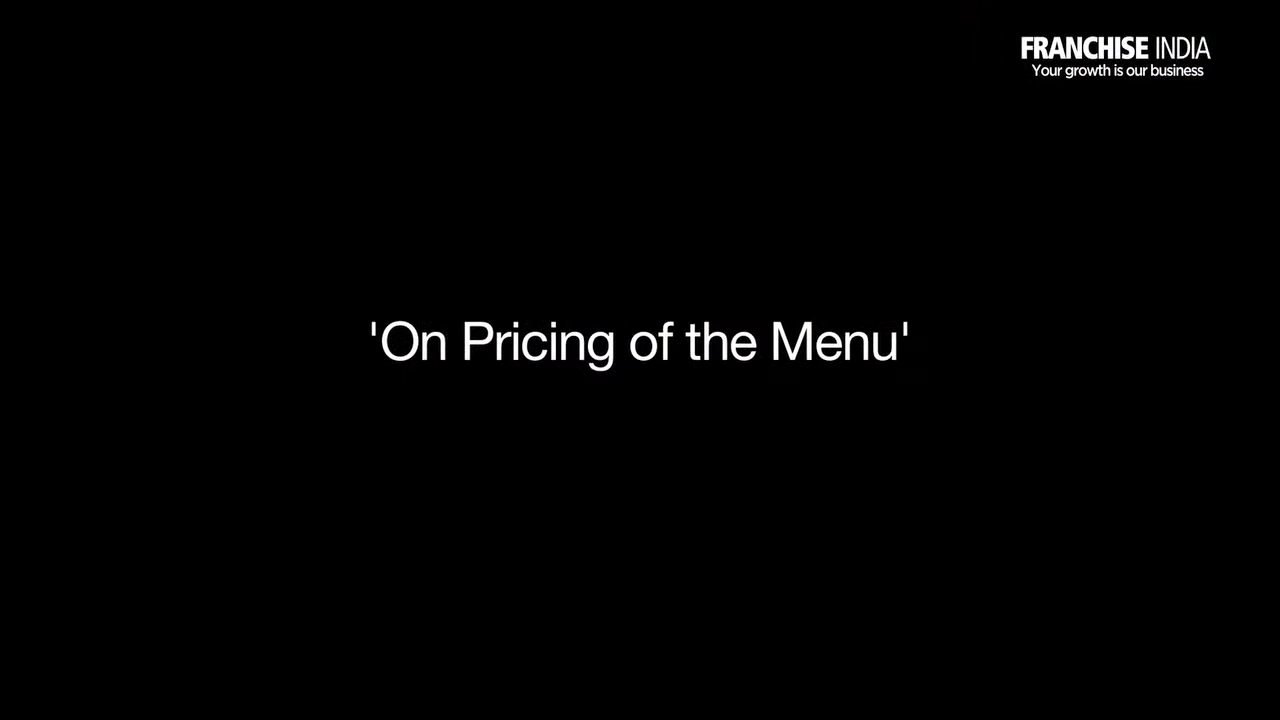 FRANCHISE INDIA
Your growth is our business
'On Pricing of the Menu'